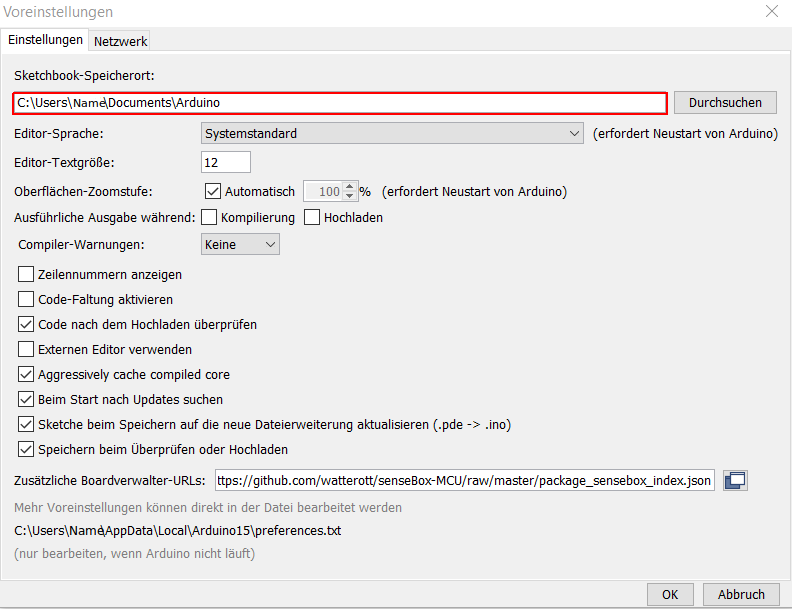 Voreinstellungen
Einstellungen Netzwerk
Sketchbook-Speicherort:
C:\Users\Name\Documents\Arduino Durchsuchen
Editor-Sprache: Systemstandard (erfordert Neustart von Arduino)
Editor-Textgröße: 12
Oberflächen-Zoomstufe: Automatisch 100 % (erfordert Neustart von Arduino)
Ausführliche Ausgabe während: Kompilierung Hochladen
Compiler-Warnungen: Keine
Zeilennummern anzeigen
Code-Faltung aktivieren
Code nach dem Hochladen überprüfen
Externen Editor verwenden
Aggressively cache compiled core
Beim Start nach Updates suchen
Sketche beim Speichern auf die neue Dateierweiterung aktualisieren (.pde -> .ino)
Speichern beim Überprüfen oder Hochladen
Zusätzliche Boardverwalter-URLs: ttps://github.com/watterott/senseBox-MCU/raw/master/package_sensebox_index.json
Mehr Voreinstellungen können direkt in der Datei bearbeitet werden
C:\Users\Name\AppData\Local\Arduino15\preferences.txt
(nur bearbeiten, wenn Arduino nicht läuft)
OK Abbruch